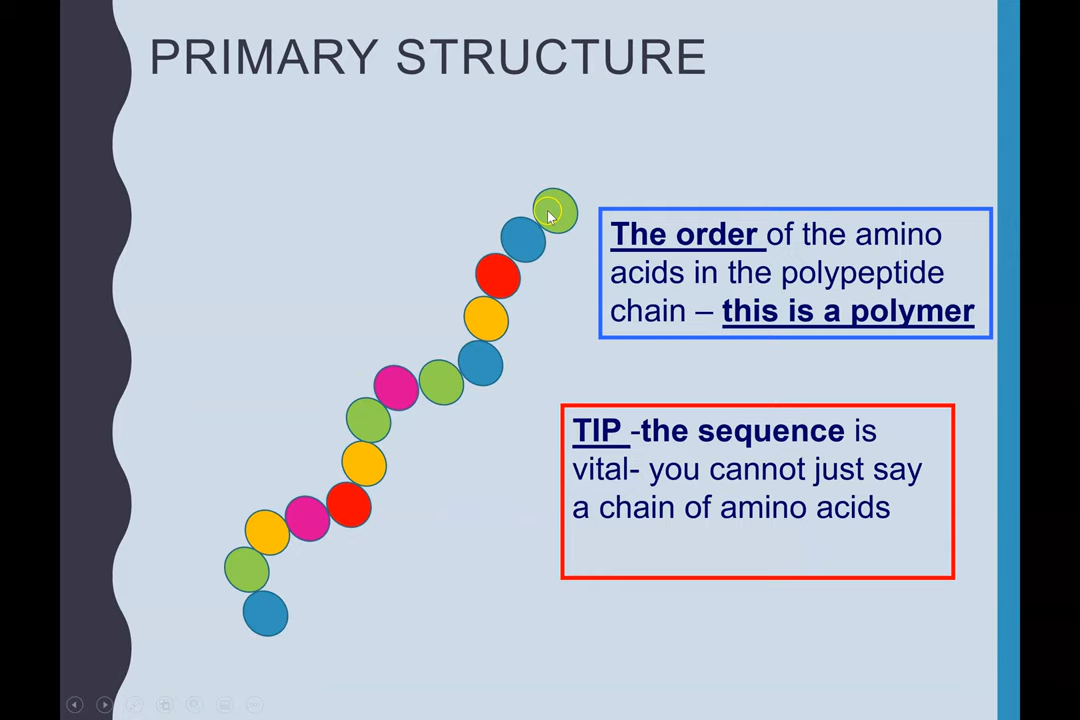 PRIMARY STRUCTURE
The order of the amino
acids in the polypeptide
chain – this is a polymer
TIP -the sequence is
vital- you cannot just say
a chain of amino acids